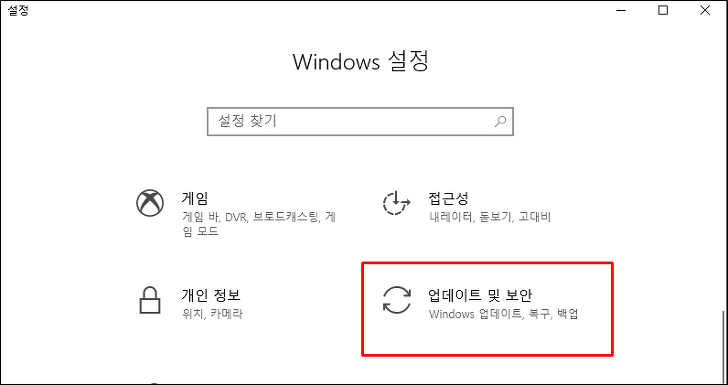 설정
Windows 설정
설정 찾기
게임
게임 바, DVR, 브로드캐스팅, 게
임 모드
접근성
내레이터, 돋보기, 고대비
개인 정보
위치, 카메라
업데이트 및 보안
Windows 업데이트, 복구, 백업